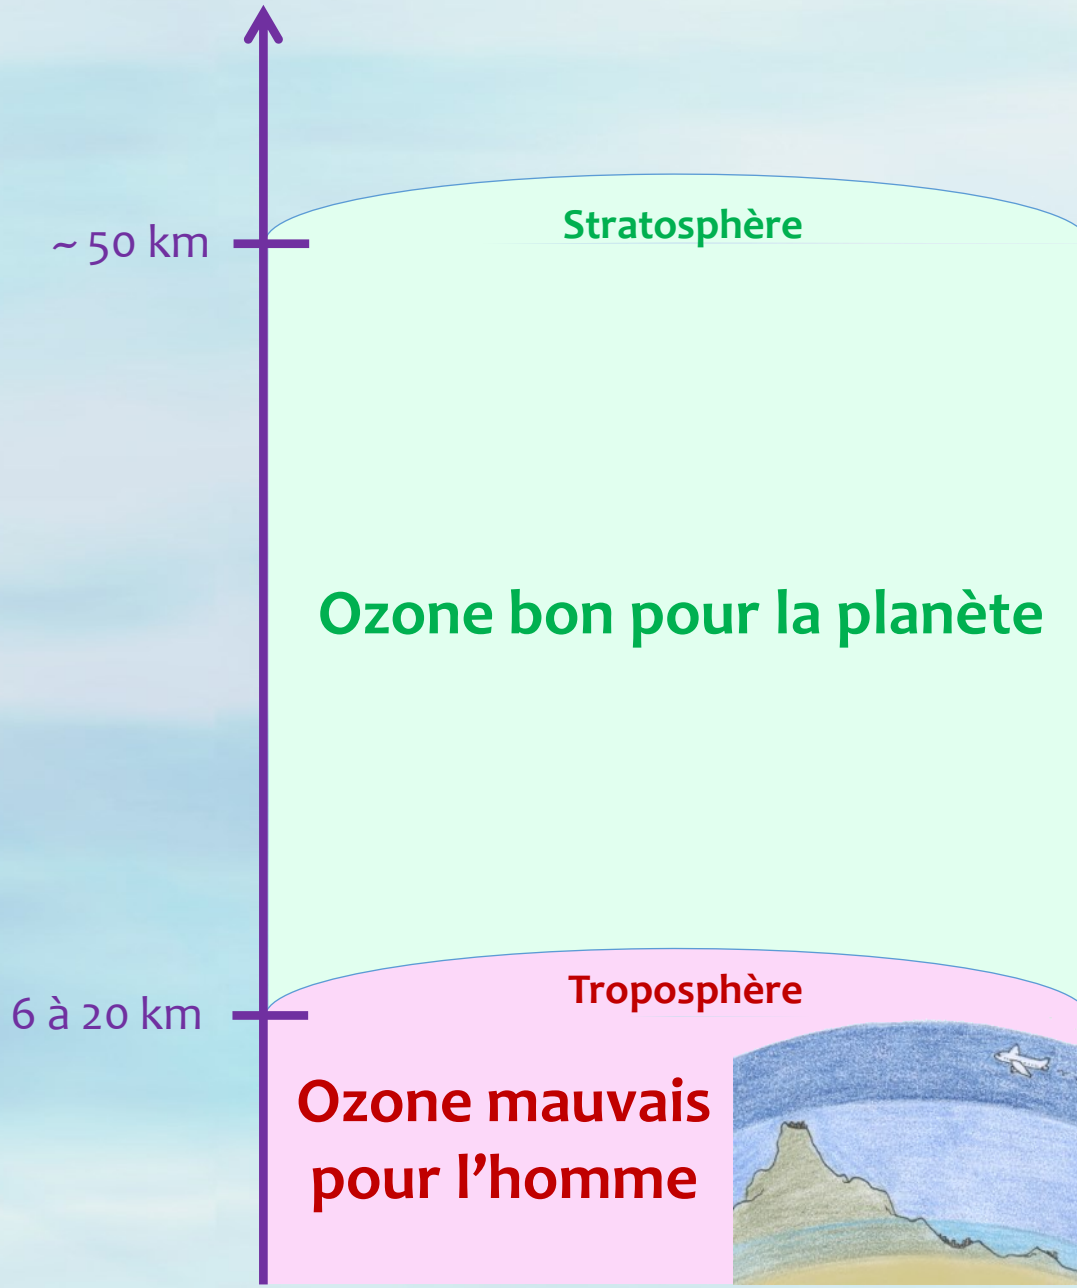 Stratosphère
~ 50 km
Ozone bon pour la planète
Troposphère
6 à 20 km
Ozone mauvais
pour l’homme